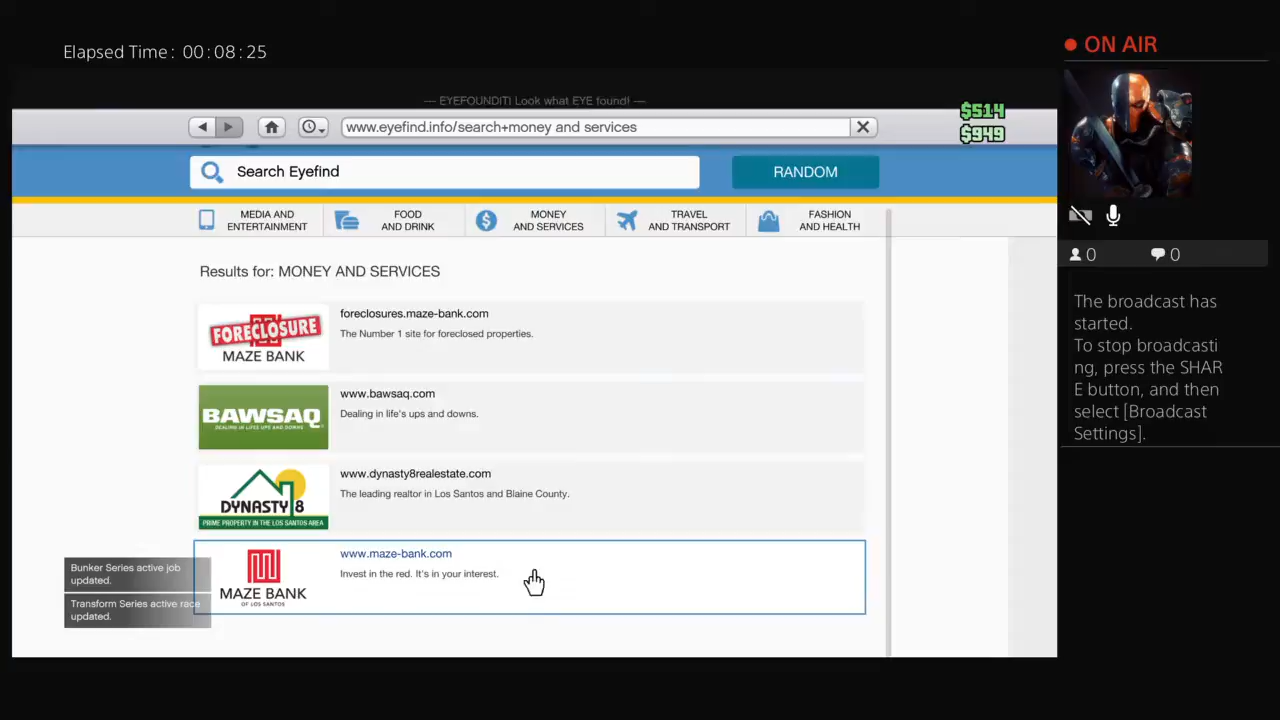 Elapsed Time: 00:08:25
ON AIR
--- EYEFOUNDIT! Look what EYE found! ---
www.eyefind.info/search+money and services
$514
$949
Search Eyefind
RANDOM
MEDIA AND
ENTERTAINMENT
FOOD
AND DRINK
MONEY
AND SERVICES
TRAVEL
AND TRANSPORT
FASHION
AND HEALTH
0
0
Results for: MONEY AND SERVICES
FORECLOSURE
MAZE BANK
foreclosures.maze-bank.com
The Number 1 site for foreclosed properties.
BAWSAQ
DEALING IN LIFE'S UPS AND DOWNS
www.bawsaq.com
Dealing in life's ups and downs.
DYNASTY 8
PRIME PROPERTY IN THE LOS SANTOS AREA
www.dynasty8realestate.com
The leading realtor in Los Santos and Blaine County.
MAZE BANK
OF LOS SANTOS
www.maze-bank.com
Invest in the red. It's in your interest.
Bunker Series active job
updated.
Transform Series active race
updated.
The broadcast has
started.
To stop broadcasti
ng, press the SHAR
E button, and then
select [Broadcast
Settings].